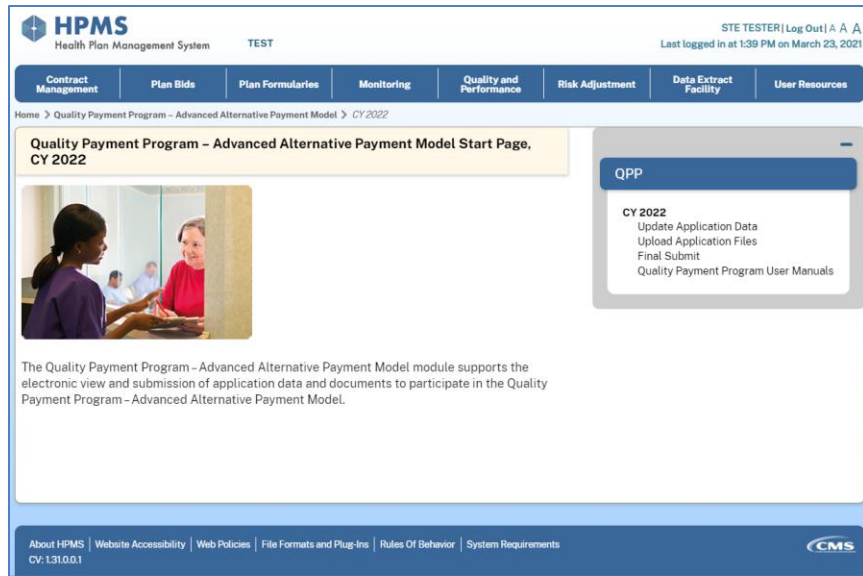 HPMS
Health Plan Management System
TEST
STE TESTER| Log Out| A A A
Last logged in at 1:39 PM on March 23, 2021
Contract Management
Plan Bids
Plan Formularies
Monitoring
Quality and Performance
Risk Adjustment
Data Extract Facility
User Resources
Home > Quality Payment Program – Advanced Alternative Payment Model > CY 2022
Quality Payment Program – Advanced Alternative Payment Model Start Page,
CY 2022
QPP
CY 2022
Update Application Data
Upload Application Files
Final Submit
Quality Payment Program User Manuals
The Quality Payment Program – Advanced Alternative Payment Model module supports the
electronic view and submission of application data and documents to participate in the Quality
Payment Program – Advanced Alternative Payment Model.
About HPMS | Website Accessibility | Web Policies | File Formats and Plug-Ins | Rules Of Behavior | System Requirements
CV: 1.31.0.0.1
CMS